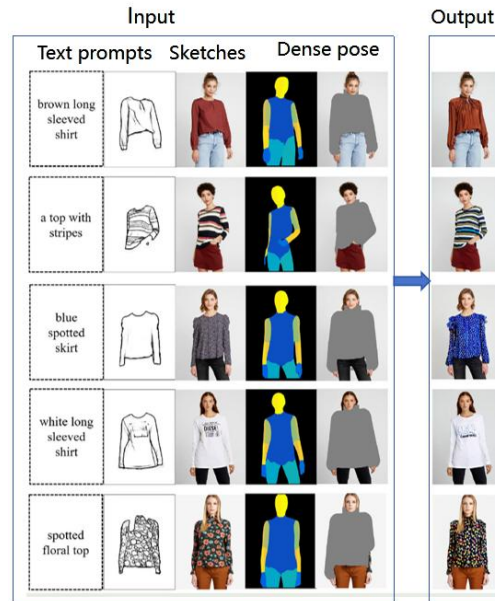 Input
Output
Text prompts
Sketches
Dense pose
brown long
sleeved
shirt
a top with
stripes
blue
spotted
skirt
white long
sleeved
shirt
spotted
floral top